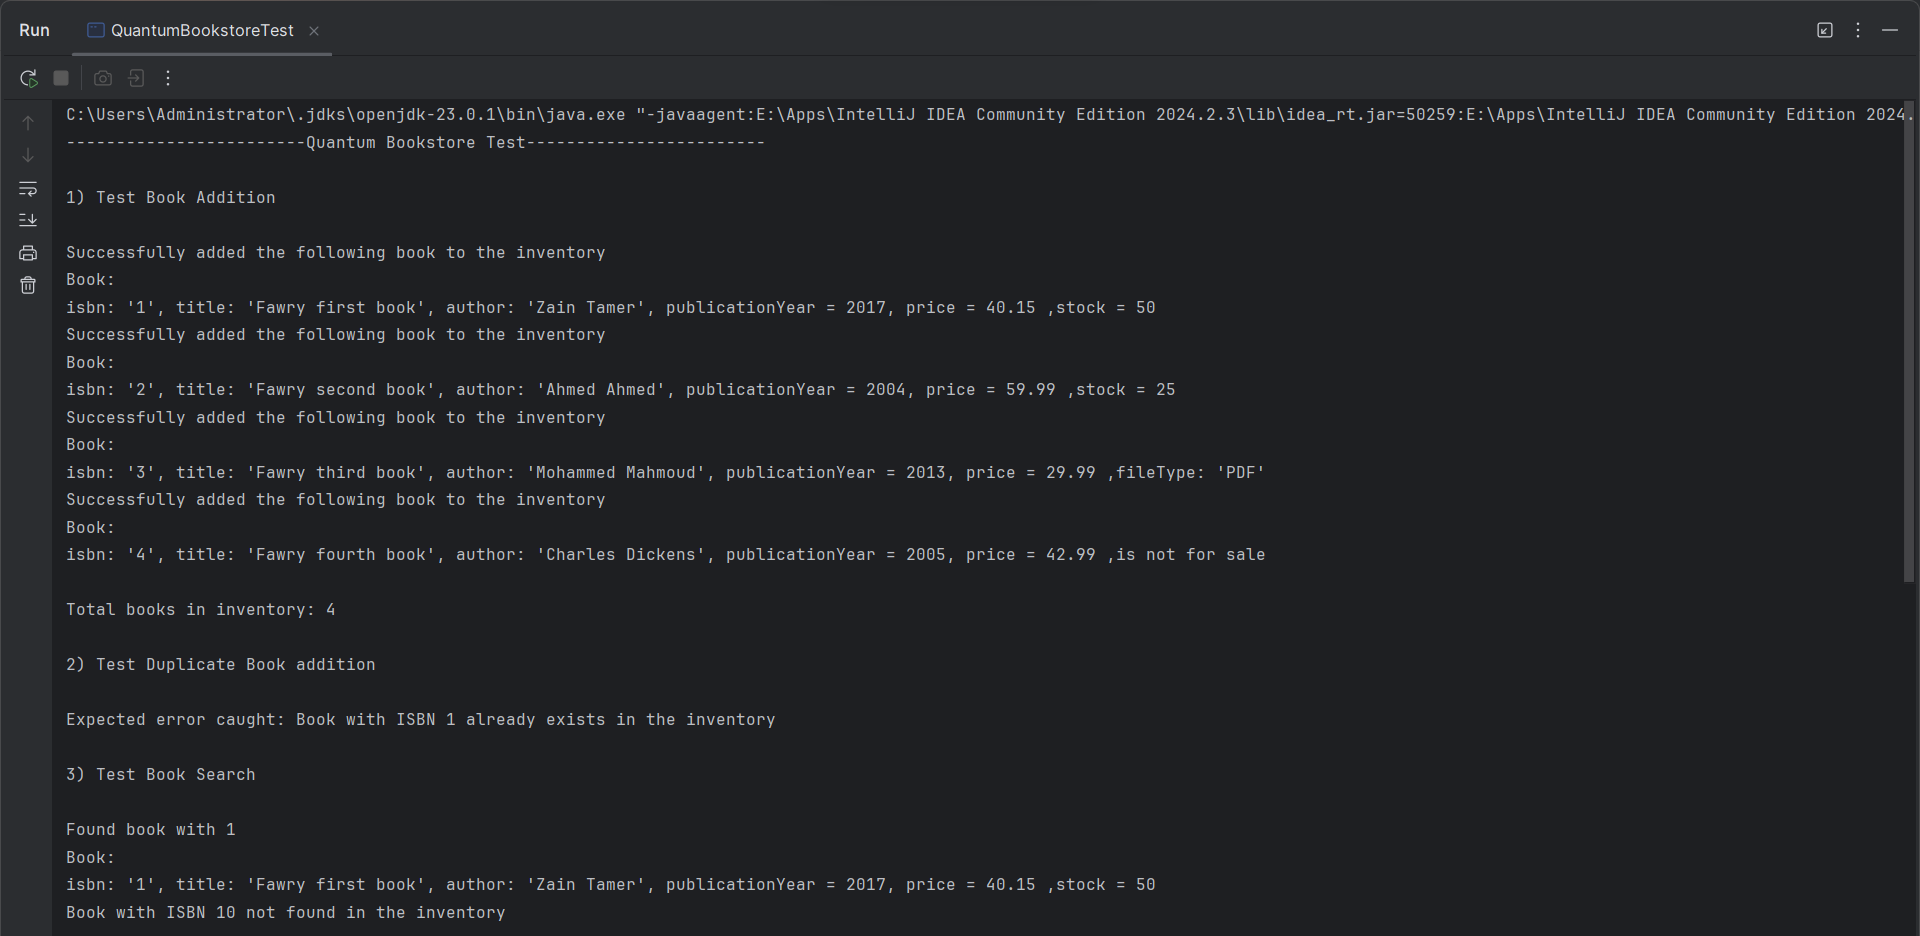 Run QuantumBookstoreTest
C:\Users\Administrator\.jdks\openjdk-23.0.1\bin\java.exe "-javaagent:E:\Apps\IntelliJ IDEA Community Edition 2024.2.3\lib\idea_rt.jar=50259:E:\Apps\IntelliJ IDEA Community Edition 2024.
------------------------Quantum Bookstore Test------------------------
1) Test Book Addition
Successfully added the following book to the inventory
Book:
isbn: '1', title: 'Fawry first book', author: 'Zain Tamer', publicationYear = 2017, price = 40.15 ,stock = 50
Successfully added the following book to the inventory
Book:
isbn: '2', title: 'Fawry second book', author: 'Ahmed Ahmed', publicationYear = 2004, price = 59.99 ,stock = 25
Successfully added the following book to the inventory
Book:
isbn: '3', title: 'Fawry third book', author: 'Mohammed Mahmoud', publicationYear = 2013, price = 29.99 ,fileType: 'PDF'
Successfully added the following book to the inventory
Book:
isbn: '4', title: 'Fawry fourth book', author: 'Charles Dickens', publicationYear = 2005, price = 42.99 ,is not for sale
Total books in inventory: 4
2) Test Duplicate Book addition
Expected error caught: Book with ISBN 1 already exists in the inventory
3) Test Book Search
Found book with 1
Book:
isbn: '1', title: 'Fawry first book', author: 'Zain Tamer', publicationYear = 2017, price = 40.15 ,stock = 50
Book with ISBN 10 not found in the inventory